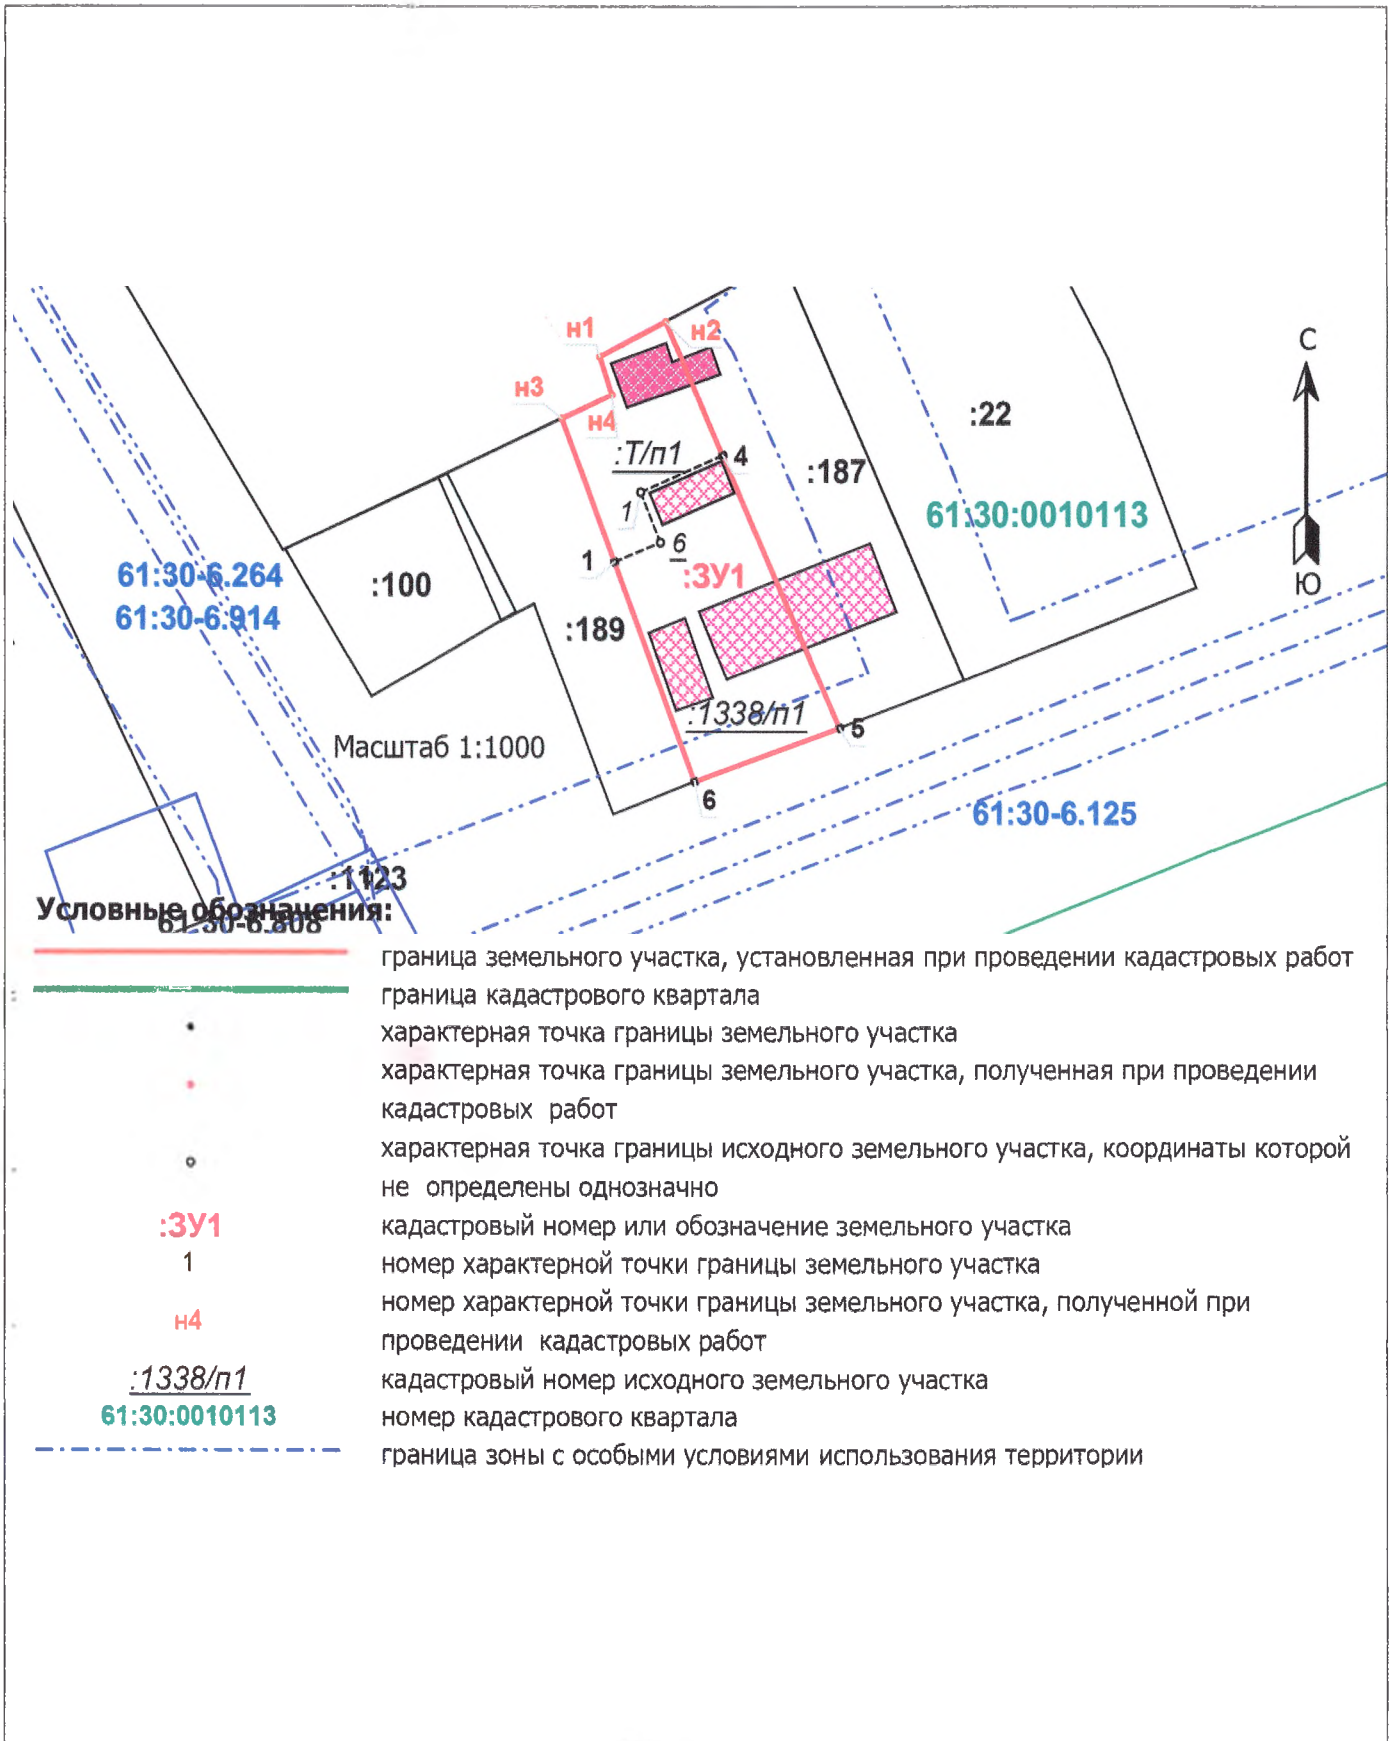 н1
н2
С
н3
н4
:22
:Т/п1
4
:187
1
61:30:0010113
6
1
61:30-6.264
:100
:ЗУ1
Ю
61:30-6.914
:189
:1338/п1
5
Масштаб 1:1000
6
61:30-6.125
:1123
Условные обозначения:
61:30-6.808
граница земельного участка, установленная при проведении кадастровых работ
граница кадастрового квартала
характерная точка границы земельного участка
характерная точка границы земельного участка, полученная при проведении
кадастровых работ
характерная точка границы исходного земельного участка, координаты которой
не определены однозначно
:ЗУ1 кадастровый номер или обозначение земельного участка
1 номер характерной точки границы земельного участка
номер характерной точки границы земельного участка, полученной при
н4
проведении кадастровых работ
:1338/п1 кадастровый номер исходного земельного участка
61:30:0010113 номер кадастрового квартала
граница зоны с особыми условиями использования территории